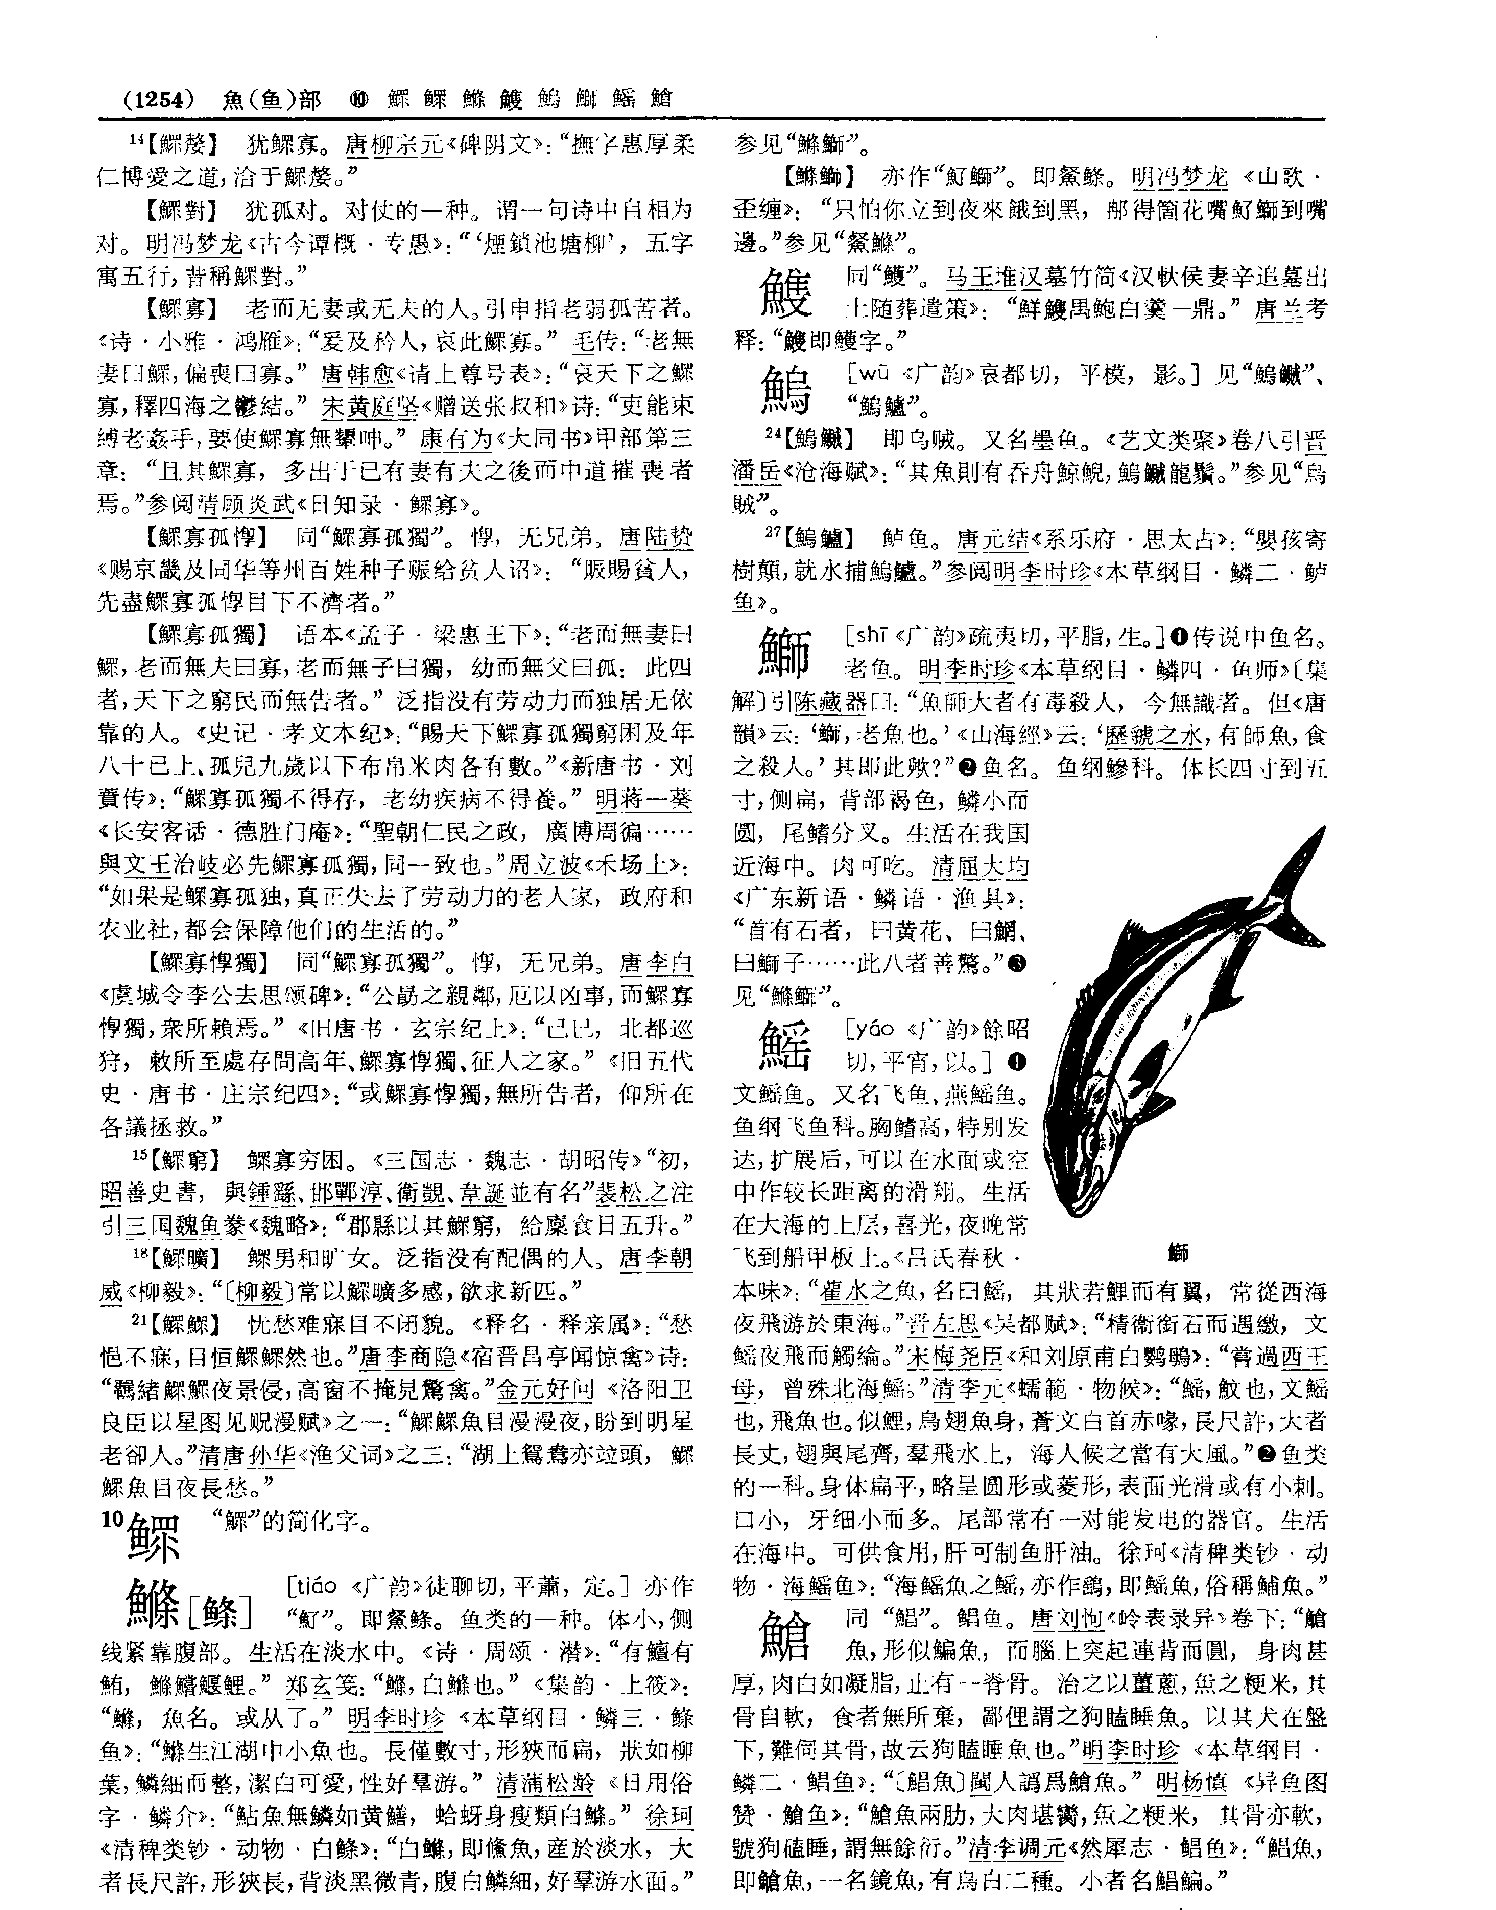 (1254) 魚(鱼)部 ❿ 鰥 鳏 鰷 鱯 鰞 鰤 鰩 鰌
14【鰥嫠】 犹鰥寡。唐柳宗元《碑阴文》:“撫字惠厚柔
仁博愛之道,洽于鰥嫠。”
【鰥對】 犹孤对。对仗的一种。谓一句诗中自相为
对。明冯梦龙《古今谭概·专愚》:“‘煙鎖池塘柳’,五字
寓五行,昔稱鰥對。”
【鰥寡】 老而无妻或无夫的人。引申指老弱孤苦者。
《诗·小雅·鸿雁》:“爰及矜人,哀此鰥寡。”毛传:“老無
妻曰鰥,偏喪曰寡。”唐韩愈《请上尊号表》:“哀天下之鰥
寡,釋四海之鬱結。”宋黄庭坚《赠送张叔和》诗:“吏能束
缚老姦手,要使鰥寡無顰呻。”康有为《大同书》甲部第三
章:“且其鰥寡,多出于已有妻有夫之後而中道摧喪者
焉。”参阅清顾炎武《日知录·鰥寡》。
【鰥寡孤惸】 同“鰥寡孤獨”。惸,无兄弟。唐陆贽
《赐京畿及同华等州百姓种子赈给贫人诏》:“賑賜貧人,
先盡鰥寡孤惸目下不濟者。”
【鰥寡孤獨】 语本《孟子·梁惠王下》:“老而無妻曰
鰥,老而無夫曰寡,老而無子曰獨,幼而無父曰孤:此四
者,天下之窮民而無告者。”泛指没有劳动力而独居无依
靠的人。《史记·孝文本纪》:“賜天下鰥寡孤獨窮困及年
八十已上、孤兒九歲以下布帛米肉各有數。”《新唐书·刘
蕡传》:“鰥寡孤獨不得存,老幼疾病不得養。”明蒋一葵
《长安客话·德胜门庵》:“聖朝仁民之政,廣博周徧……
與文王治岐必先鰥寡孤獨,同一致也。”周立波《禾场上》:
“如果是鳏寡孤独,真正失去了劳动力的老人家,政府和
农业社,都会保障他们的生活的。”
【鰥寡惸獨】 同“鰥寡孤獨”。惸,无兄弟。唐李白
《虞城令李公去思颂碑》:“公勗之親鄰,厄以凶事,而鰥寡
惸獨,衆所賴焉。”《旧唐书·玄宗纪上》:“己巳,北都巡
狩,敕所至處存問高年、鰥寡惸獨、征人之家。”《旧五代
史·唐书·庄宗纪四》:“或鰥寡惸獨,無所告者,仰所在
各議拯救。”
15【鰥窮】 鰥寡穷困。《三国志·魏志·胡昭传》“初,
昭善史書,與鍾繇、邯鄲淳、衛覬、韋誕並有名”裴松之注
引三国魏鱼豢《魏略》:“郡縣以其鰥窮,給廩食日五升。”
18【鰥曠】 鰥男和旷女。泛指没有配偶的人。唐李朝
威《柳毅》:“〔柳毅〕常以鰥曠多感,欲求新匹。”
21【鰥鰥】 忧愁难寐目不闭貌。《释名·释亲属》:“愁
悒不寐,目恒鰥鰥然也。”唐李商隐《宿晋昌亭闻惊禽》诗:
“羈緒鰥鰥夜景侵,高窗不掩見驚禽。”金元好问《洛阳卫
良臣以星图见贶漫赋》之一:“鰥鰥魚目漫漫夜,盼到明星
老卻人。”清唐孙华《渔父词》之三:“湖上鴛鴦亦竝頭,鰥
鰥魚目夜長愁。”
10鳏 “鰥”的简化字。
鰷[鲦] [tiáo《广韵》徒聊切,平蕭,定。]亦作
“魡”。即䱗鲦。鱼类的一种。体小,侧
线紧靠腹部。生活在淡水中。《诗·周颂·潜》:“有鱣有
鮪,鰷鱨鰋鯉。”郑玄笺:“鰷,白鰷也。”《集韵·上筱》:
“鰷,魚名。或从了。”明李时珍《本草纲目·鳞三·鲦
鱼》:“鰷生江湖中小魚也。長僅數寸,形狹而扁,狀如柳
葉,鱗細而整,潔白可愛,性好羣游。”清蒲松龄《日用俗
字·鳞介》:“鮎魚無鱗如黄鱔,蛤蚜身瘦類白鰷。”徐珂
《清稗类钞·动物·白鲦》:“白鰷,即鯈魚,産於淡水,大
者長尺許,形狹長,背淡黑微青,腹白鱗細,好羣游水面。”
参见“鰷鰤”。
【鰷鰤】 亦作“魡鰤”。即䱗鲦。明冯梦龙《山歌·
歪缠》:“只怕你立到夜來餓到黑,那得箇花嘴魡鰤到嘴
邊。”参见“䱗鰷”。
同“鱯”。马王堆汉墓竹简《汉軑侯妻辛追墓出
土随葬遣策》:“鮮鱯禺鮑白羹一鼎。”唐兰考
释:“鱯即鱯字。”
鰞 [wū《广韵》哀都切,平模,影。]见“鰞鱡”、
“鰞鱸”。
24【鰞鱡】 即乌贼。又名墨鱼。《艺文类聚》卷八引晋
潘岳《沧海赋》:“其魚則有吞舟鯨鯢,鰞鱡龍鬚。”参见“烏
賊”。
27【鰞鱸】 鲈鱼。唐元结《系乐府·思太古》:“嬰孩寄
樹顛,就水捕鰞鱸。”参阅明李时珍《本草纲目·鳞二·鲈
鱼》。
鰤 [shī《广韵》疏夷切,平脂,生。]❶传说中鱼名。
老鱼。明李时珍《本草纲目·鳞四·鱼师》〔集
解〕引陈藏器曰:“魚師大者有毒殺人,今無識者。但《唐
韻》云:‘鰤,老魚也。’《山海經》云:‘歷虢之水,有師魚,食
之殺人。’其即此歟?”❷鱼名。鱼纲鲹科。体长四寸到五
寸,侧扁,背部褐色,鳞小而
圆,尾鳍分叉。生活在我国
近海中。肉可吃。清屈大均
《广东新语·鳞语·渔具》:
“首有石者,曰黄花、曰鯛、
曰鰤子……此八者善驚。”❸
见“鰷鰤”。
鰩 [yáo《广韵》餘昭
切,平宵,以。]❶
文鳐鱼。又名飞鱼、燕鳐鱼。
鱼纲飞鱼科。胸鳍高,特别发
达,扩展后,可以在水面或空
中作较长距离的滑翔。生活
在大海的上层,喜光,夜晚常
飞到船甲板上。《吕氏春秋·
鰤
本味》:“雚水之魚,名曰鰩,其狀若鯉而有翼,常從西海
夜飛游於東海。”晋左思《吴都赋》:“精衞銜石而遇繳,文
鰩夜飛而觸綸。”宋梅尧臣《和刘原甫白鹦鹉》:“嘗過西王
母,曾殊北海鰩。”清李元《蠕範·物候》:“鰩,䱋也,文鰩
也,飛魚也。似鯉,鳥翅魚身,蒼文白首赤喙,長尺許,大者
長丈,翅與尾齊,羣飛水上,海人候之當有大風。”❷鱼类
的一科。身体扁平,略呈圆形或菱形,表面光滑或有小刺。
口小,牙细小而多。尾部常有一对能发电的器官。生活
在海中。可供食用,肝可制鱼肝油。徐珂《清稗类钞·动
物·海鳐鱼》:“海鰩魚之鰩,亦作鷂,即鰩魚,俗稱鯆魚。”
同“鯧”。鲳鱼。唐刘恂《岭表录异》卷下:“䱽
魚,形似鯿魚,而腦上突起連背而圓,身肉甚
厚,肉白如凝脂,止有一脊骨。治之以薑蔥,缹之粳米,其
骨自軟,食者無所棄,鄙俚謂之狗瞌睡魚。以其犬在盤
下,難伺其骨,故云狗瞌睡魚也。”明李时珍《本草纲目·
鳞二·鲳鱼》:“〔鯧魚〕閩人譌爲䱽魚。”明杨慎《异鱼图
赞·䱽鱼》:“䱽魚兩肋,大肉堪臠,缹之粳米,其骨亦軟,
號狗磕睡,謂無餘衍。”清李调元《然犀志·鲳鱼》:“鯧魚,
即䱽魚,一名鏡魚,有烏白二種。小者名鯧鯿。”